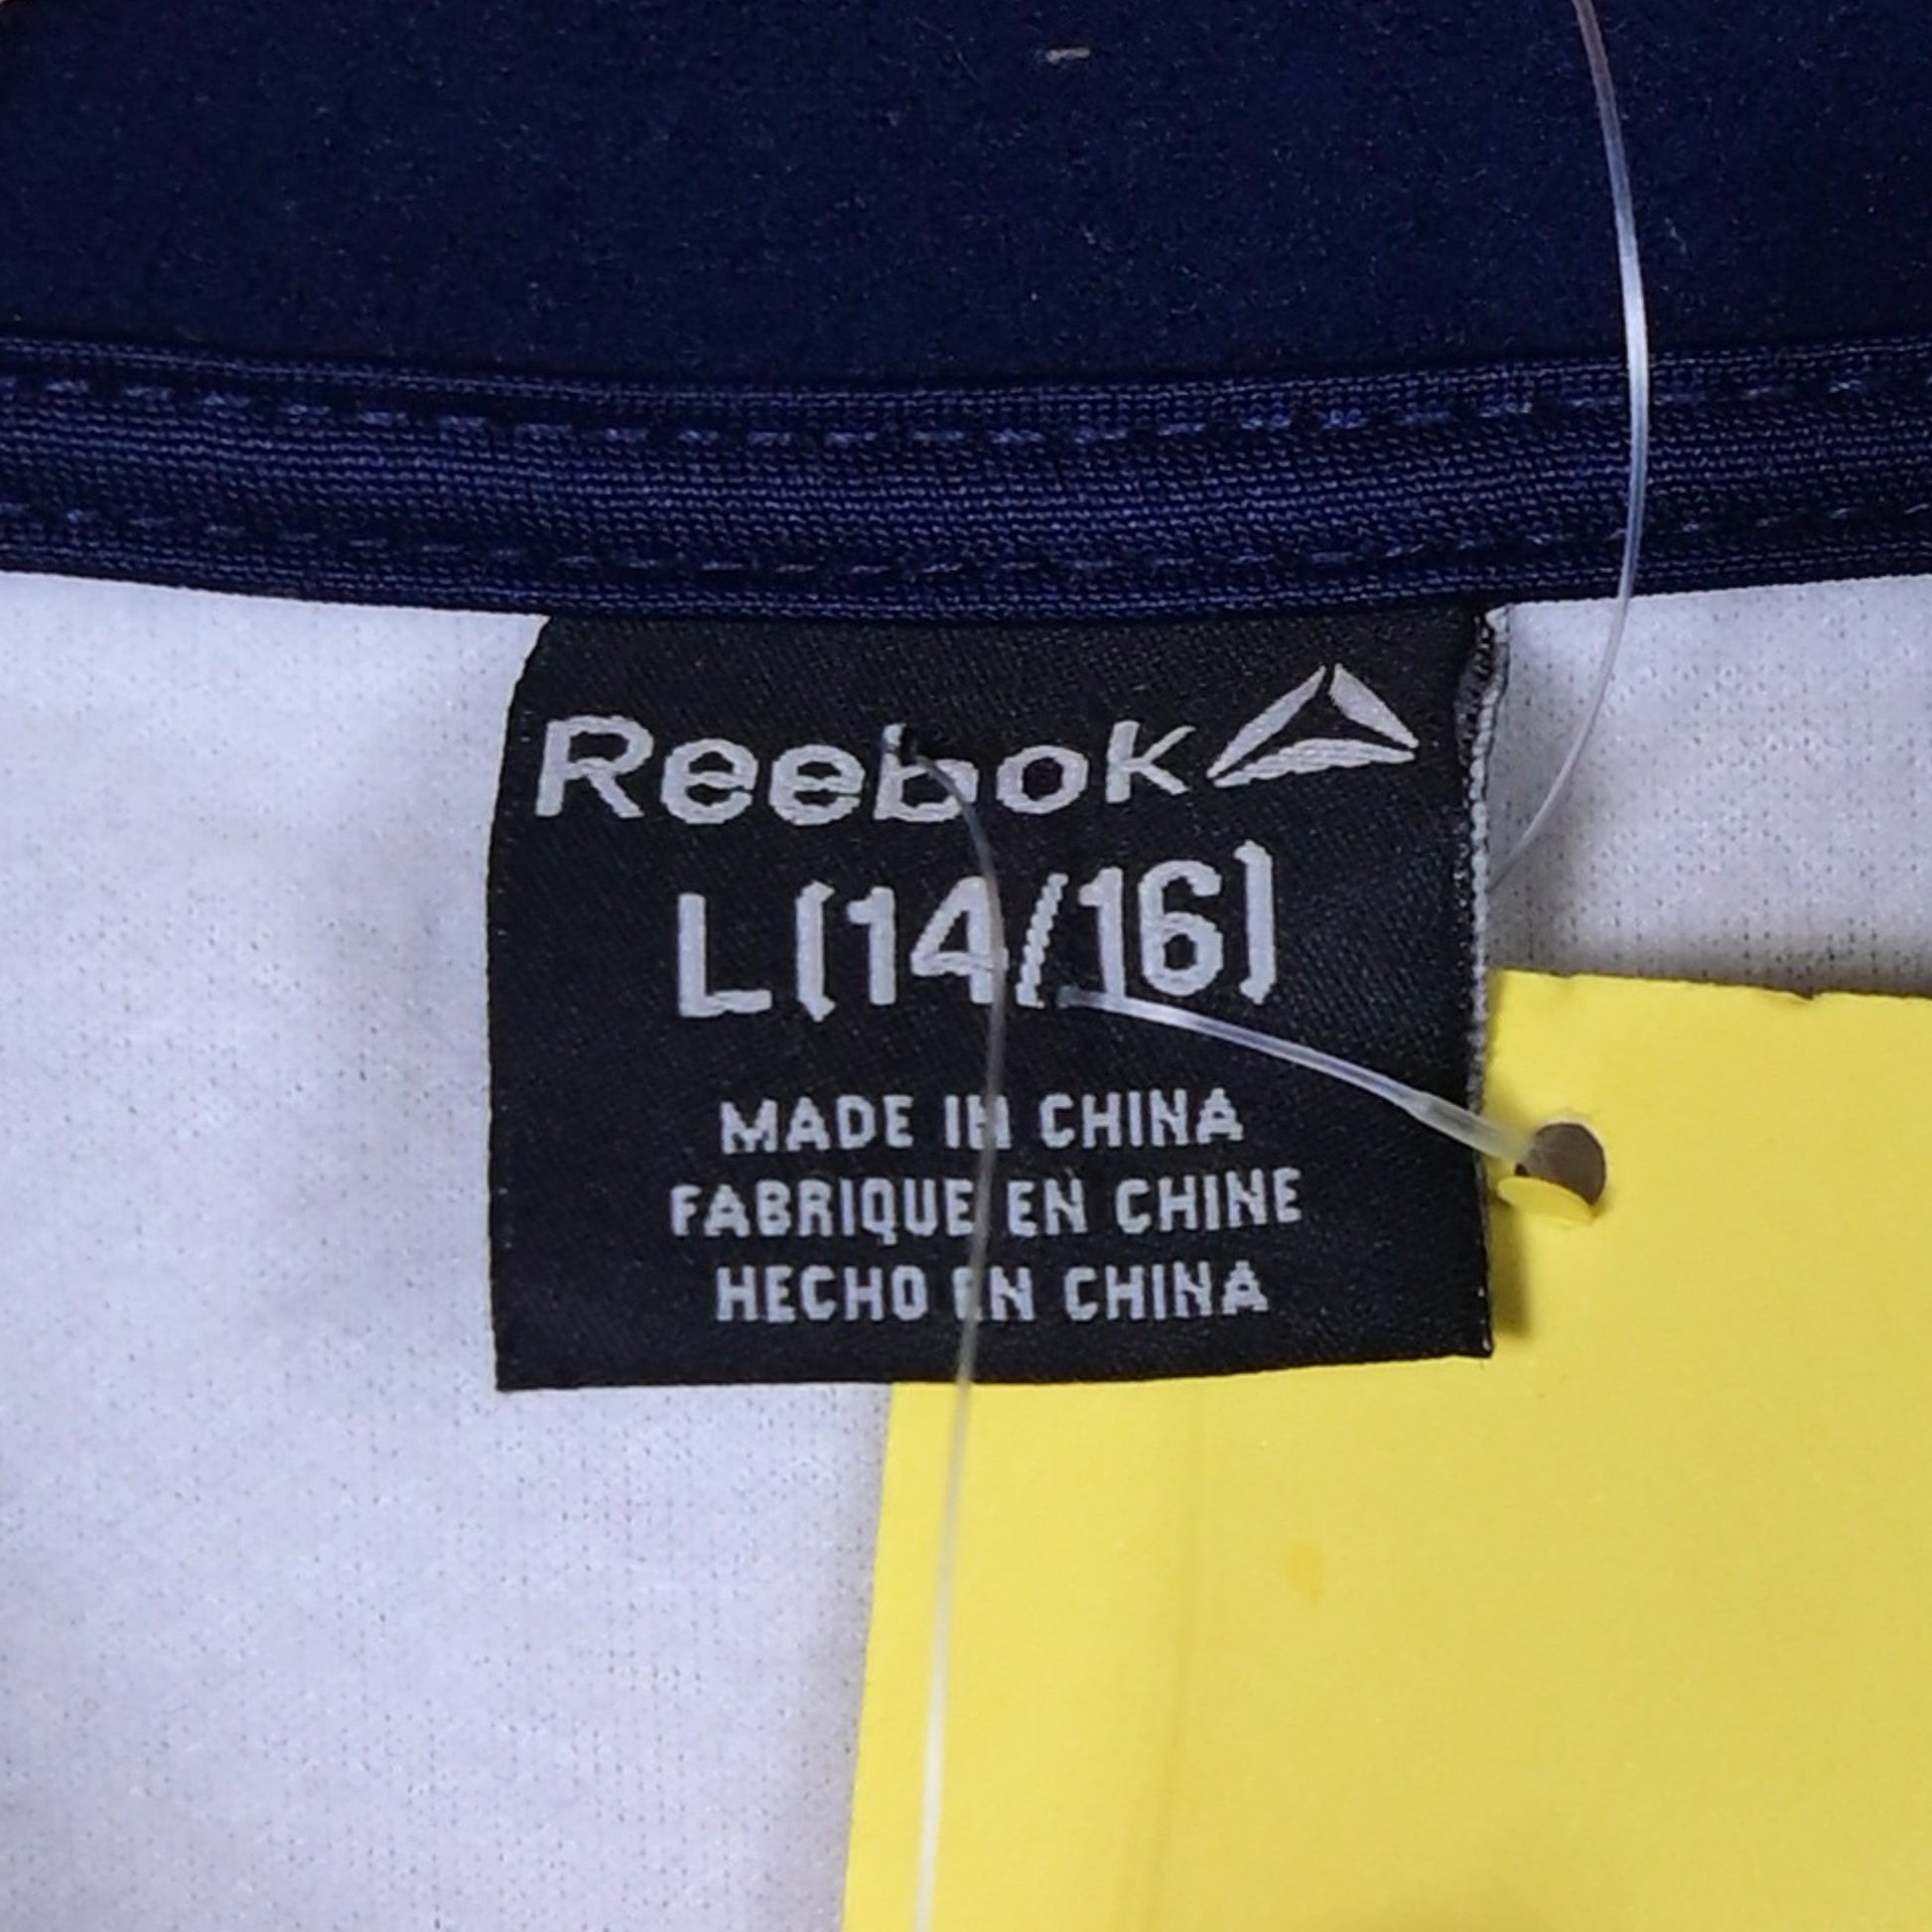 Reebok
L(14/16)
MADE IN CHINA
FABRIQUE EN CHINE
HECHO EN CHINA